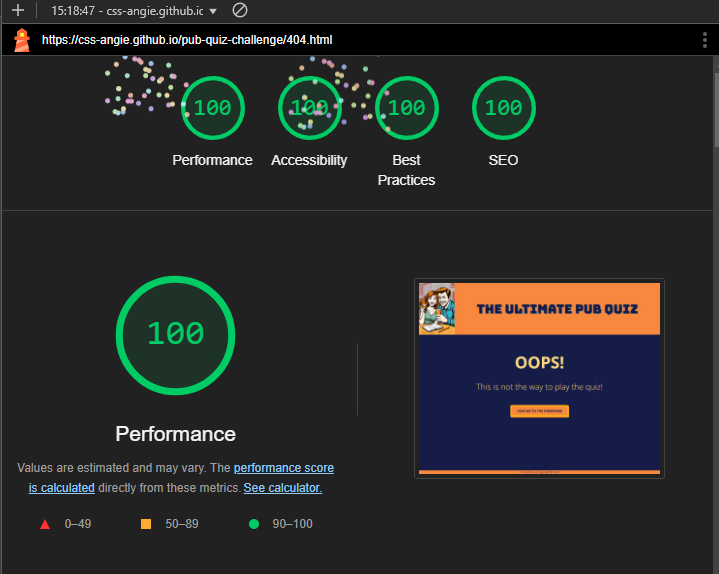 15:18:47 - css-angie.github.io
https://css-angie.github.io/pub-quiz-challenge/404.html
100 100 100 100
Performance Accessibility Best Practices SEO
100
Performance
Values are estimated and may vary. The performance score
is calculated directly from these metrics. See calculator.
0–49 50–89 90–100
THE ULTIMATE PUB QUIZ
OOPS!
This is not the way to play the quiz!